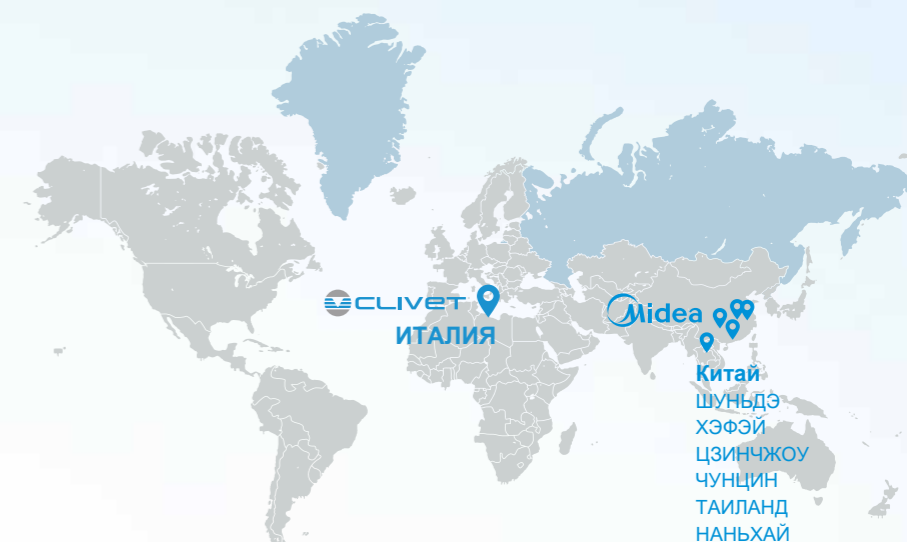 CLIVET
ИТАЛИЯ
Midea
Китай
ШУНЬДЭ
ХЭФЭЙ
ЦЗИНЧЖОУ
ЧУНЦИН
ТАИЛАНД
НАНЬХАЙ